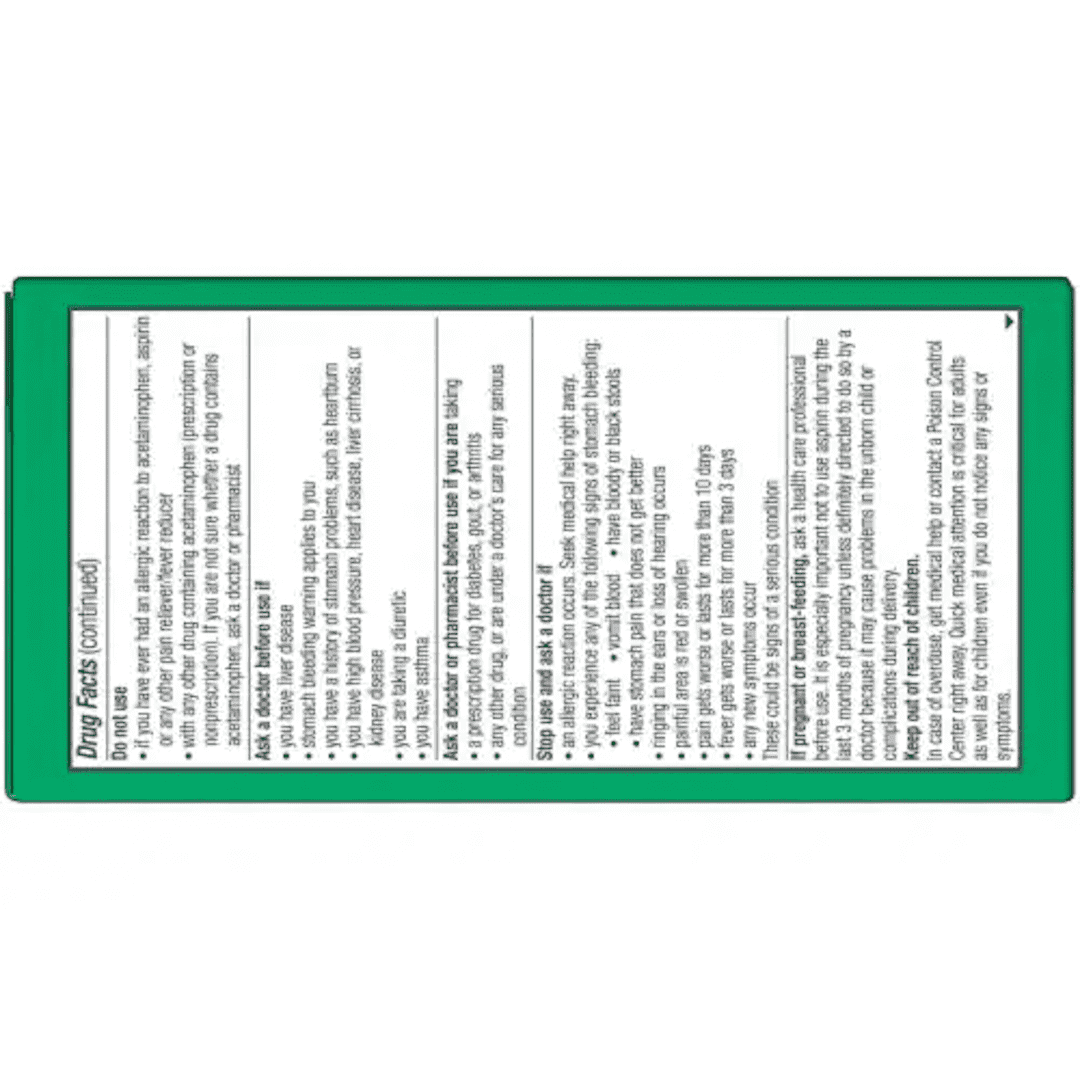 Drug Facts (continued)
Do not use
• if you have ever had an allergic reaction to acetaminophen, aspirin
or any other pain reliever/fever reducer
• with any other drug containing acetaminophen (prescription or
nonprescription). If you are not sure whether a drug contains
acetaminophen, ask a doctor or pharmacist
Ask a doctor before use if
• you have liver disease
• stomach bleeding warning applies to you
• you have a history of stomach problems, such as heartburn
• you have high blood pressure, heart disease, liver cirrhosis, or
kidney disease
• you are taking a diuretic
• you have asthma
Ask a doctor or pharmacist before use if you are taking
• a prescription drug for diabetes, gout, or arthritis
• any other drug, or are under a doctor's care for any serious
condition
Stop use and ask a doctor if
• an allergic reaction occurs. Seek medical help right away.
• you experience any of the following signs of stomach bleeding:
• feel faint • vomit blood • have bloody or black stools
• have stomach pain that does not get better
• ringing in the ears or loss of hearing occurs
• painful area is red or swollen
• pain gets worse or lasts for more than 10 days
• fever gets worse or lasts for more than 3 days
• any new symptoms occur
These could be signs of a serious condition
If pregnant or breast-feeding, ask a health care professional
before use. It is especially important not to use aspirin during the
last 3 months of pregnancy unless definitely directed to do so by a
doctor because it may cause problems in the unborn child or
complications during delivery.
Keep out of reach of children.
In case of overdose, get medical help or contact a Poison Control
Center right away. Quick medical attention is critical for adults
as well as for children even if you do not notice any signs or
symptoms.